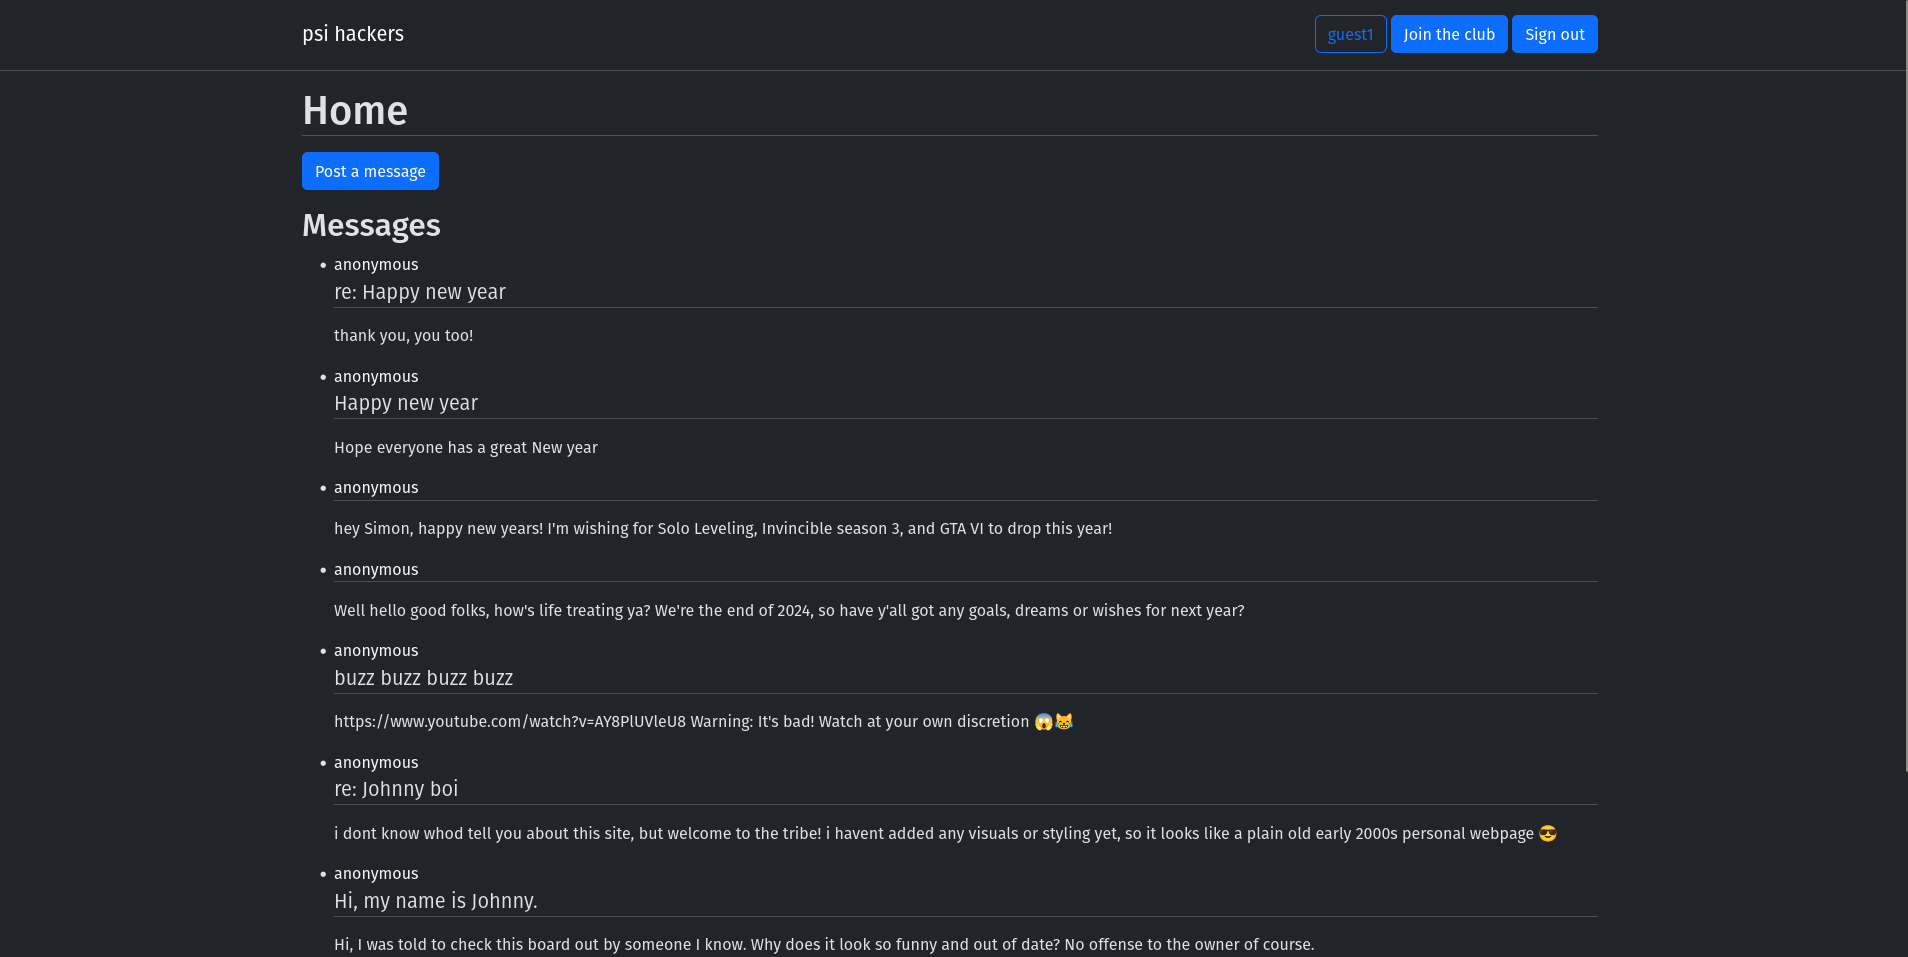 psi hackers
guest1
Join the club
Sign out
Home
Post a message
Messages
anonymous
re: Happy new year
thank you, you too!
anonymous
Happy new year
Hope everyone has a great New year
anonymous
hey Simon, happy new years! I'm wishing for Solo Leveling, Invincible season 3, and GTA VI to drop this year!
anonymous
Well hello good folks, how's life treating ya? We're the end of 2024, so have y'all got any goals, dreams or wishes for next year?
anonymous
buzz buzz buzz buzz
https://www.youtube.com/watch?v=AY8PlUVleU8 Warning: It's bad! Watch at your own discretion 😱😹
anonymous
re: Johnny boi
i dont know whod tell you about this site, but welcome to the tribe! i havent added any visuals or styling yet, so it looks like a plain old early 2000s personal webpage 😎
anonymous
Hi, my name is Johnny.
Hi, I was told to check this board out by someone I know. Why does it look so funny and out of date? No offense to the owner of course.